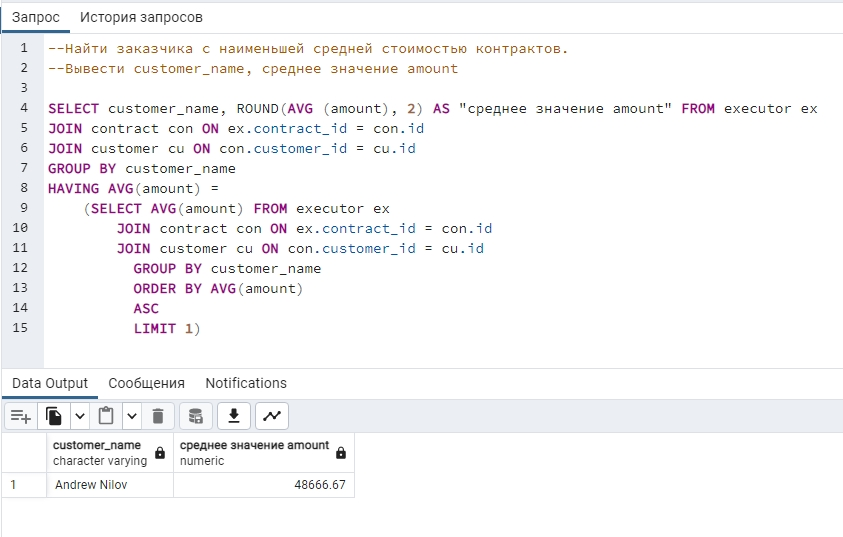 Запрос История запросов
1 --Найти заказчика с наименьшей средней стоимостью контрактов.
2 --Вывести customer_name, среднее значение amount
3
4 SELECT customer_name, ROUND(AVG (amount), 2) AS "среднее значение amount" FROM executor ex
5 JOIN contract con ON ex.contract_id = con.id
6 JOIN customer cu ON con.customer_id = cu.id
7 GROUP BY customer_name
8 HAVING AVG(amount) =
9 (SELECT AVG(amount) FROM executor ex
10 JOIN contract con ON ex.contract_id = con.id
11 JOIN customer cu ON con.customer_id = cu.id
12 GROUP BY customer_name
13 ORDER BY AVG(amount)
14 ASC
15 LIMIT 1)
Data Output Сообщения Notifications
customer_name среднее значение amount
character varying numeric
1 Andrew Nilov 48666.67